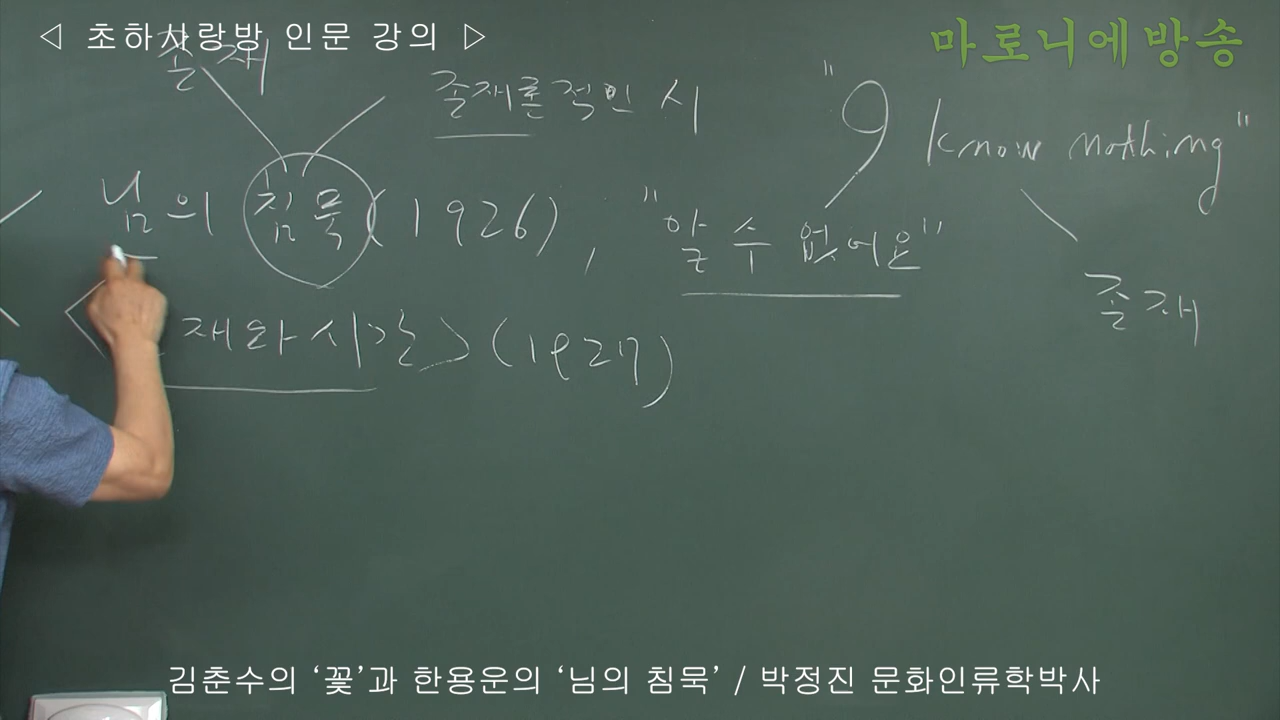 ◁ 초하사랑방 인문 강의 ▷
마로니에방송
존재
존재론적인 시
"I know nothing"
님의 침묵(1926), "알 수 없어요"
존재
재와 시간>(1927)
김춘수의 ‘꽃’과 한용운의 ‘님의 침묵’ / 박정진 문화인류학박사